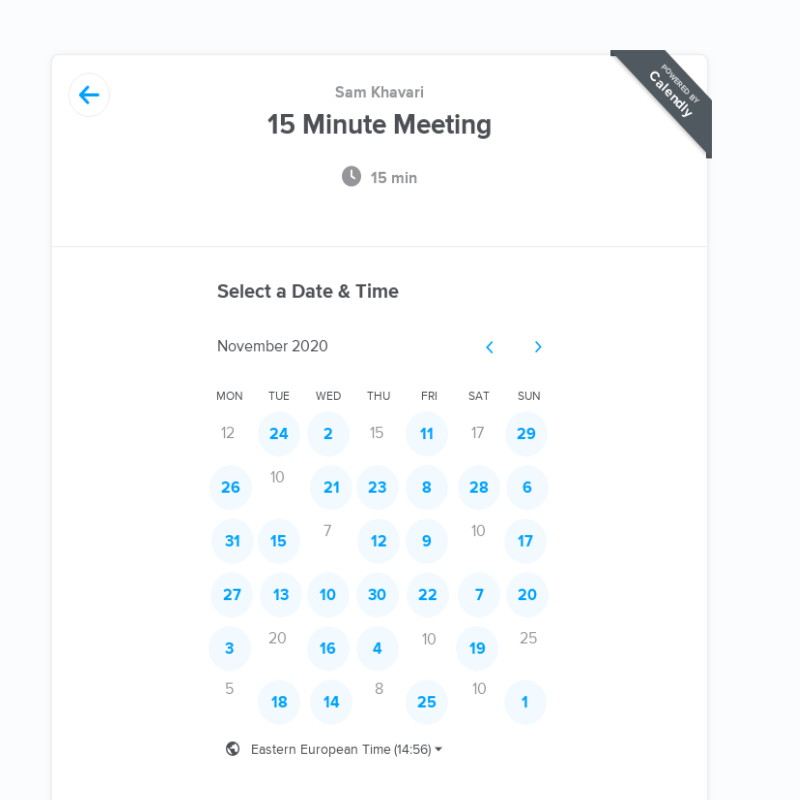 POWERED BY
Calendly
Sam Khavari
15 Minute Meeting
15 min
Select a Date & Time
November 2020
MON TUE WED THU FRI SAT SUN
12 24 2 15 11 17 29
26 10 21 23 8 28 6
31 15 7 12 9 10 17
27 13 10 30 22 7 20
3 20 16 4 10 19 25
5 18 14 8 25 10 1
Eastern European Time (14:56)